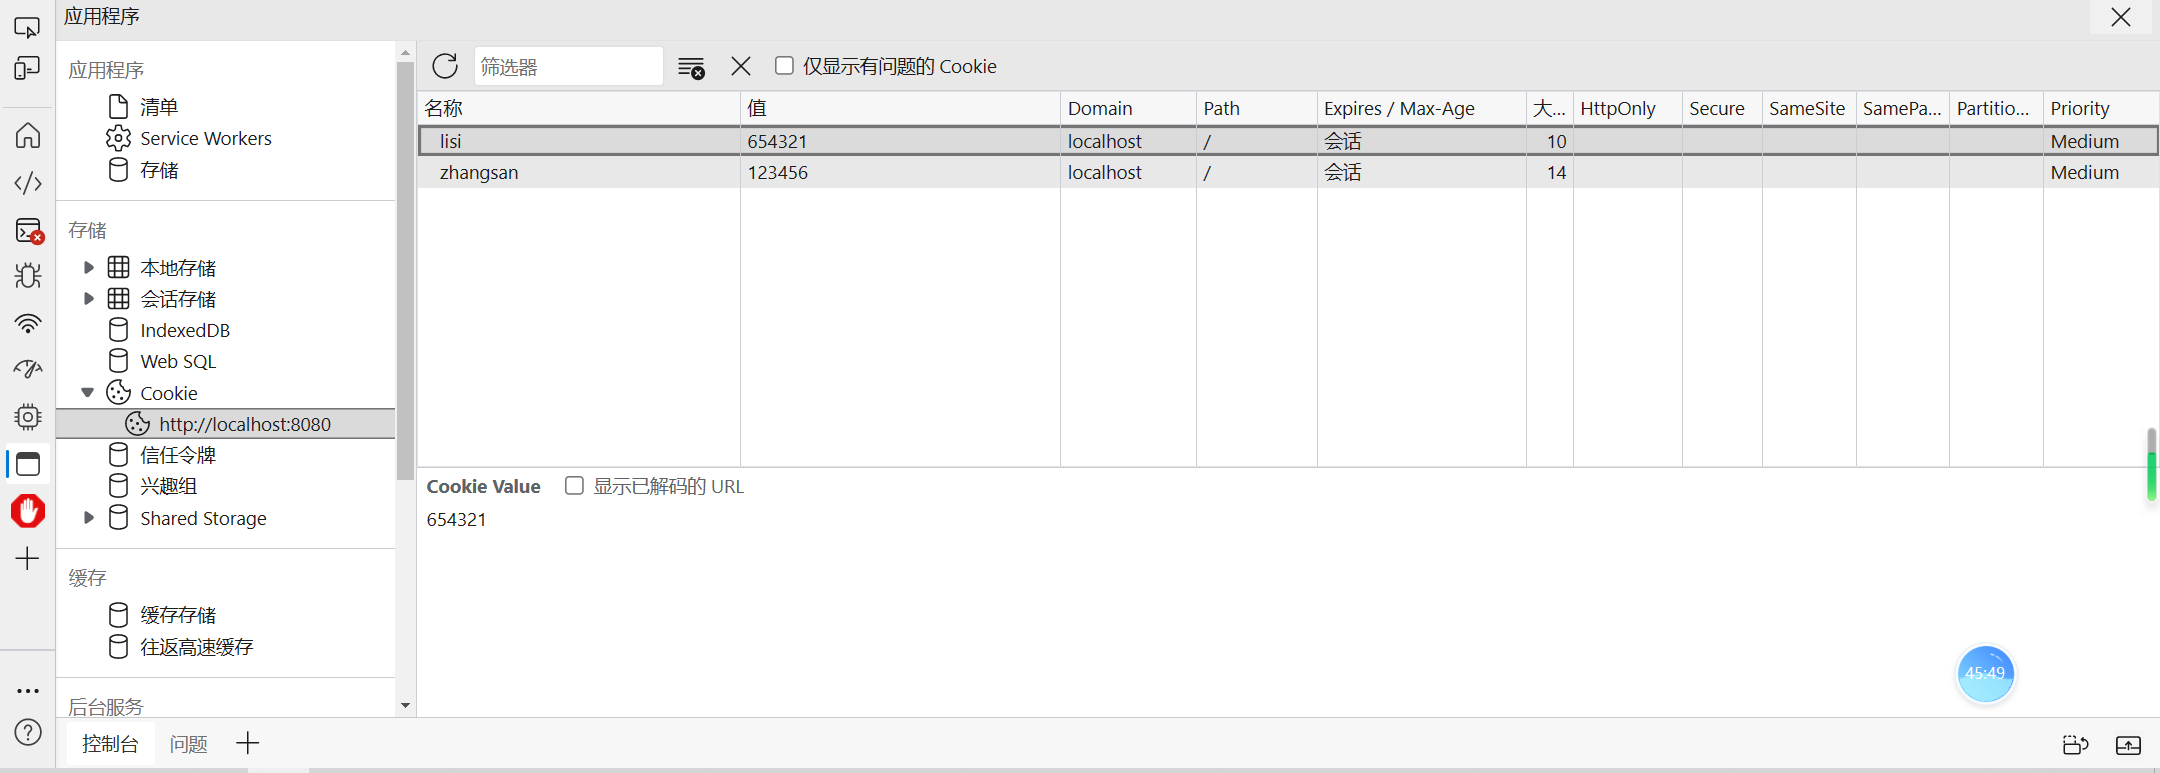 应用程序
应用程序
清单
Service Workers
存储
存储
本地存储
会话存储
IndexedDB
Web SQL
Cookie
http://localhost:8080
信任令牌
兴趣组
Shared Storage
缓存
缓存存储
往返高速缓存
后台服务
筛选器
仅显示有问题的 Cookie
名称 值 Domain Path Expires / Max-Age 大... HttpOnly Secure SameSite SamePa... Partitio... Priority
lisi 654321 localhost / 会话 10 Medium
zhangsan 123456 localhost / 会话 14 Medium
Cookie Value 显示已解码的 URL
654321
45:49
控制台 问题